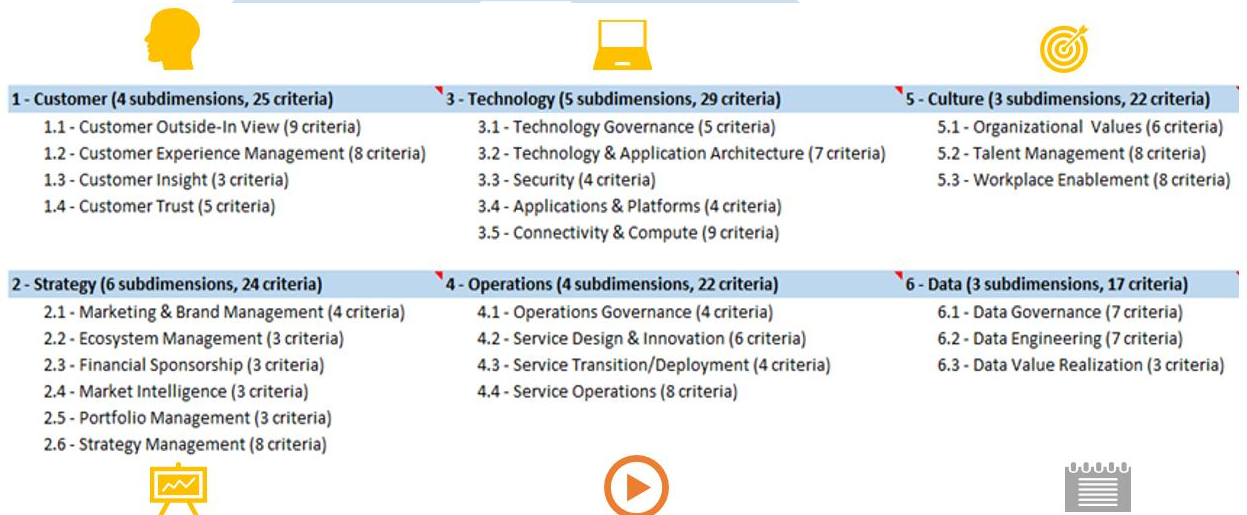 1 - Customer (4 subdimensions, 25 criteria)
1.1 - Customer Outside-In View (9 criteria)
1.2 - Customer Experience Management (8 criteria)
1.3 - Customer Insight (3 criteria)
1.4 - Customer Trust (5 criteria)
2 - Strategy (6 subdimensions, 24 criteria)
2.1 - Marketing & Brand Management (4 criteria)
2.2 - Ecosystem Management (3 criteria)
2.3 - Financial Sponsorship (3 criteria)
2.4 - Market Intelligence (3 criteria)
2.5 - Portfolio Management (3 criteria)
2.6 - Strategy Management (8 criteria)
3 - Technology (5 subdimensions, 29 criteria)
3.1 - Technology Governance (5 criteria)
3.2 - Technology & Application Architecture (7 criteria)
3.3 - Security (4 criteria)
3.4 - Applications & Platforms (4 criteria)
3.5 - Connectivity & Compute (9 criteria)
4 - Operations (4 subdimensions, 22 criteria)
4.1 - Operations Governance (4 criteria)
4.2 - Service Design & Innovation (6 criteria)
4.3 - Service Transition/Deployment (4 criteria)
4.4 - Service Operations (8 criteria)
5 - Culture (3 subdimensions, 22 criteria)
5.1 - Organizational Values (6 criteria)
5.2 - Talent Management (8 criteria)
5.3 - Workplace Enablement (8 criteria)
6 - Data (3 subdimensions, 17 criteria)
6.1 - Data Governance (7 criteria)
6.2 - Data Engineering (7 criteria)
6.3 - Data Value Realization (3 criteria)